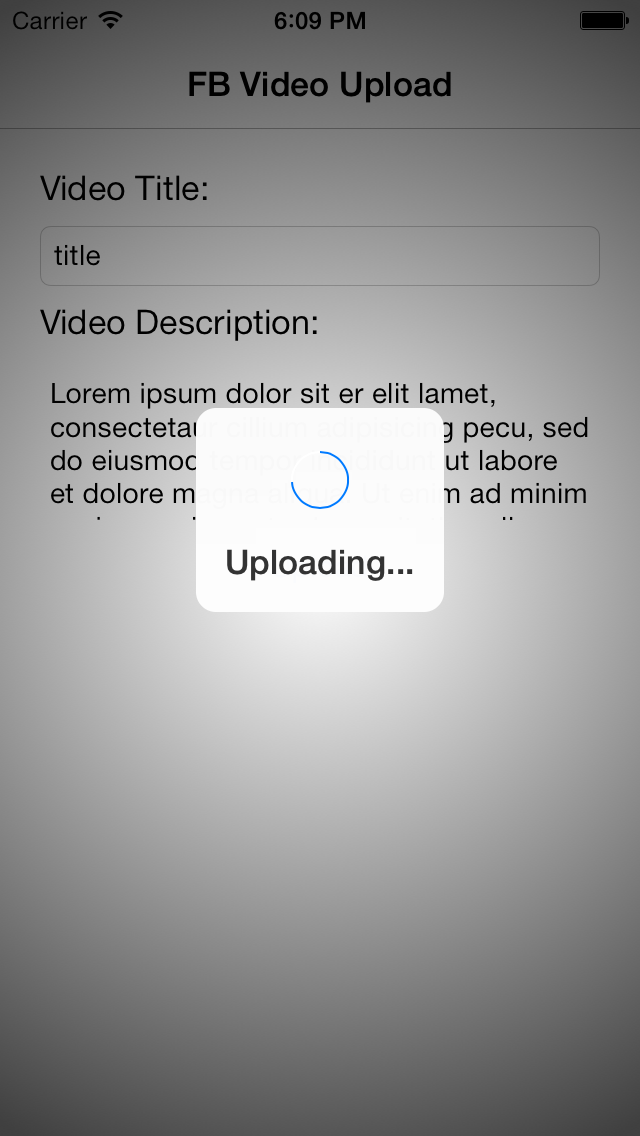 Carrier 6:09 PM
FB Video Upload
Video Title:
title
Video Description:
Lorem ipsum dolor sit er elit lamet,
consectetaur cillium adipisicing pecu, sed
do eiusmod tempor incididunt ut labore
et dolore magna aliqua. Ut enim ad minim
Uploading...